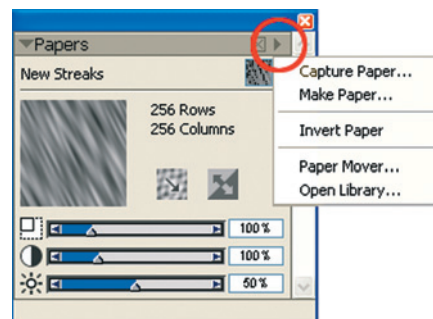 Papers
New Streaks
256 Rows
256 Columns
100%
100%
50%
Capture Paper...
Make Paper...
Invert Paper
Paper Mover...
Open Library...